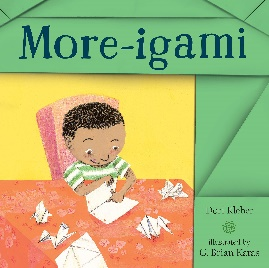 More-igami
Dori Kleber
illustrated by
G. Brian Karas